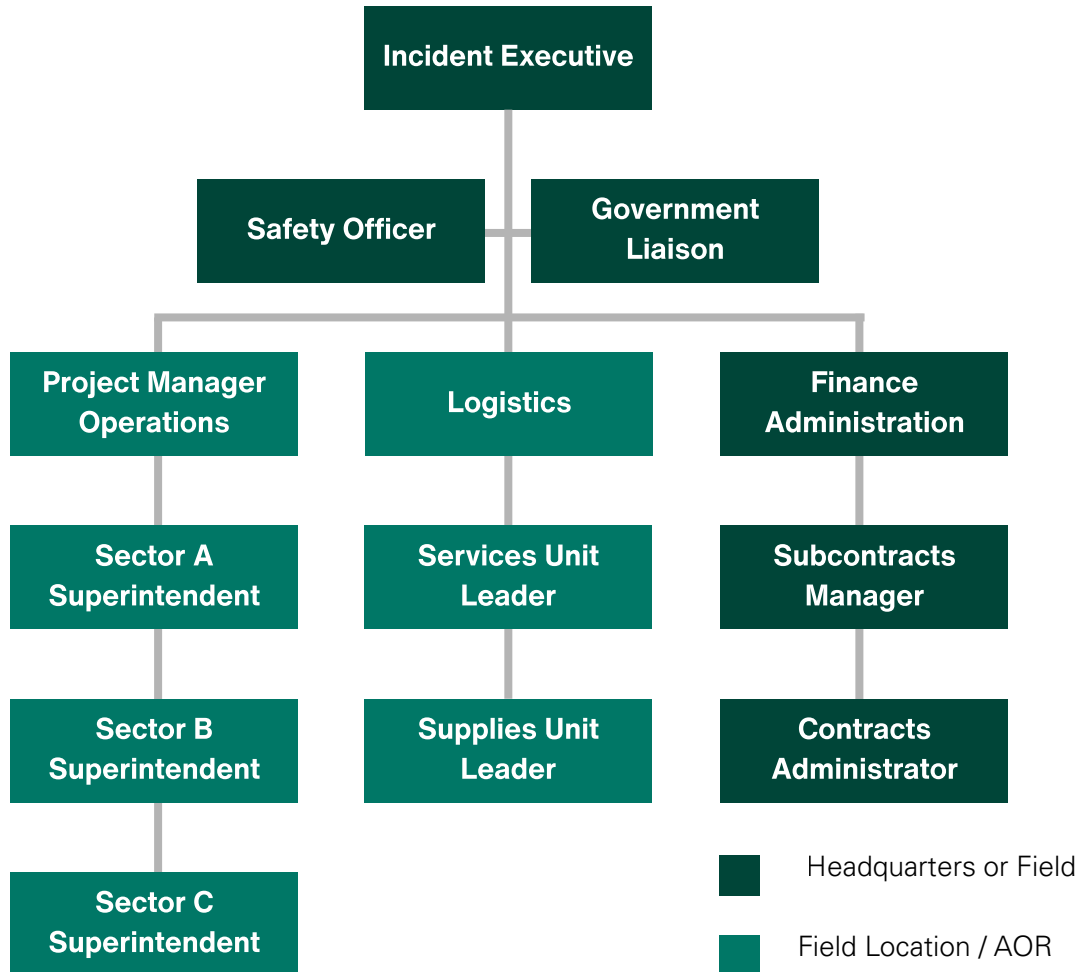 Incident Executive
Safety Officer
Government
Liaison
Project Manager
Operations
Logistics
Finance
Administration
Sector A
Superintendent
Services Unit
Leader
Subcontracts
Manager
Sector B
Superintendent
Supplies Unit
Leader
Contracts
Administrator
Sector C
Superintendent
Headquarters or Field
Field Location / AOR